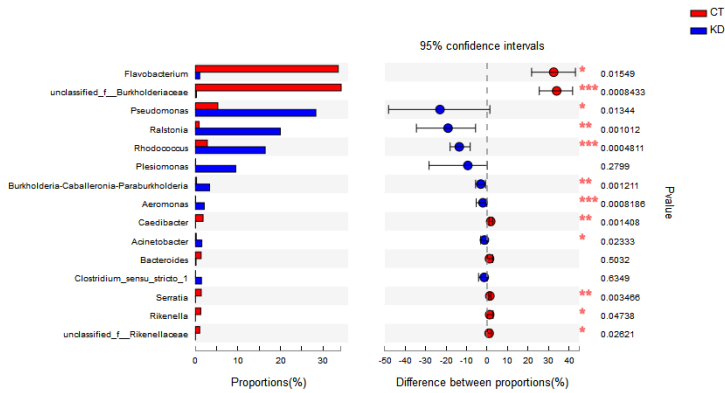 CT
KD
95% confidence intervals
Flavobacterium * 0.01549
unclassified_f__Burkholderiaceae *** 0.0008433
Pseudomonas * 0.01344
Ralstonia ** 0.001012
Rhodococcus *** 0.0004811
Plesiomonas 0.2799
Burkholderia-Caballeronia-Paraburkholderia ** 0.001211
Aeromonas *** 0.0008186
Caedibacter ** 0.001408
Acinetobacter * 0.02333
Bacteroides 0.5032
Clostridium_sensu_stricto_1 0.6349
Serratia ** 0.003466
Rikenella * 0.04738
unclassified_f__Rikenellaceae * 0.02621
Pvalue
0 10 20 30 -50 -40 -30 -20 -10 0 10 20 30 40
Proportions(%) Difference between proportions(%)